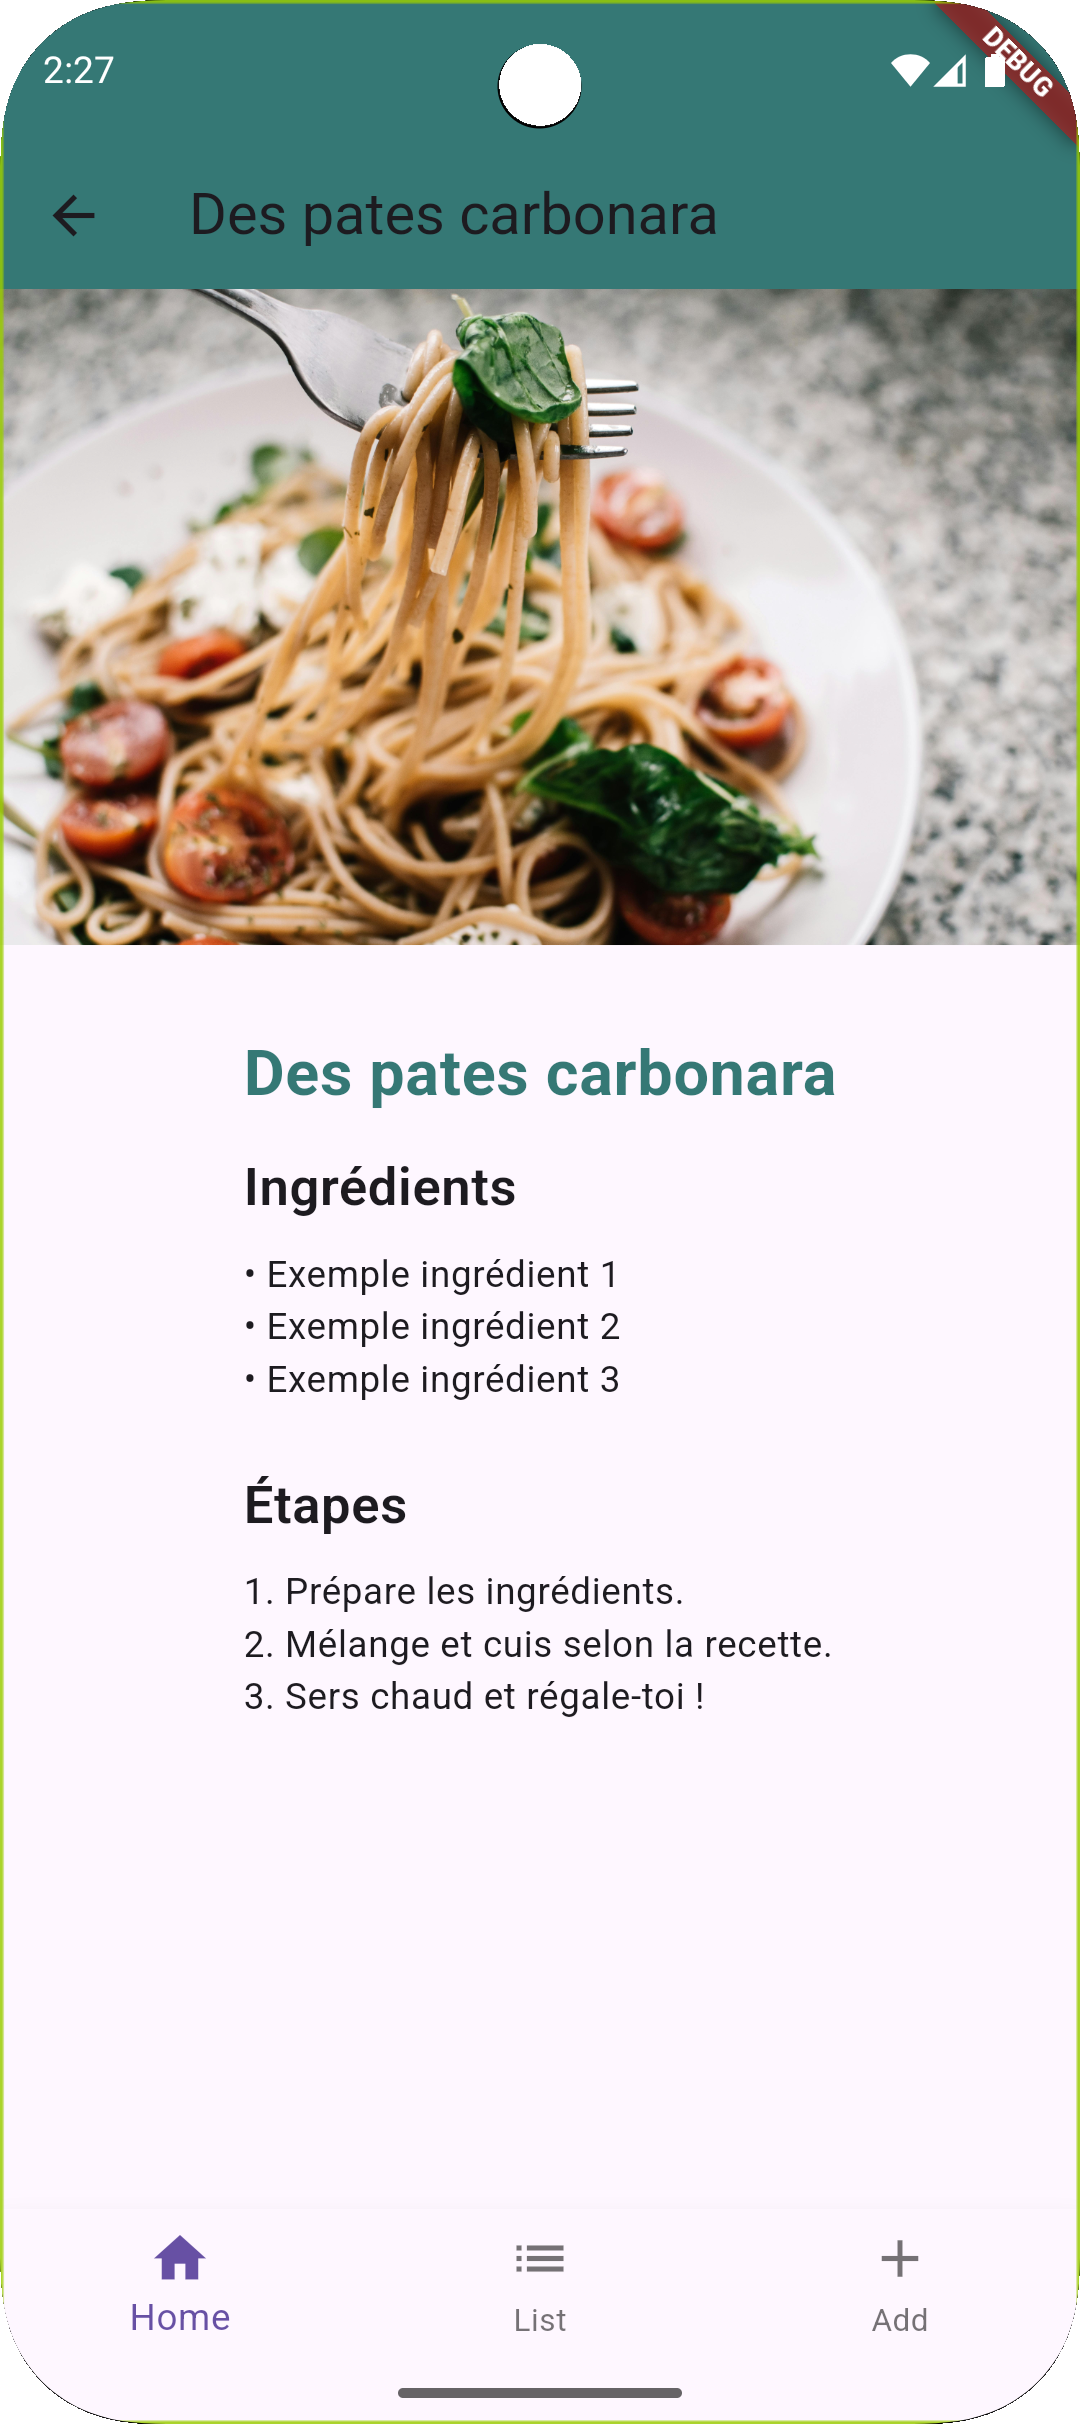 2:27
DEBUG
Des pates carbonara
Des pates carbonara
Ingrédients
• Exemple ingrédient 1
• Exemple ingrédient 2
• Exemple ingrédient 3
Étapes
1. Prépare les ingrédients.
2. Mélange et cuis selon la recette.
3. Sers chaud et régale-toi !
Home
List
Add